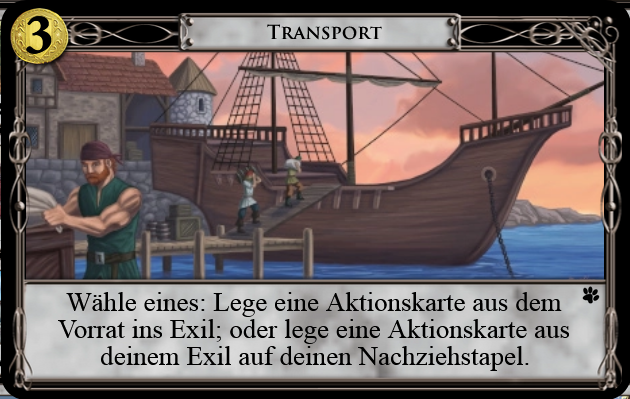 3
TRANSPORT
Wähle eines: Lege eine Aktionskarte aus dem
Vorrat ins Exil; oder lege eine Aktionskarte aus
deinem Exil auf deinen Nachziehstapel.